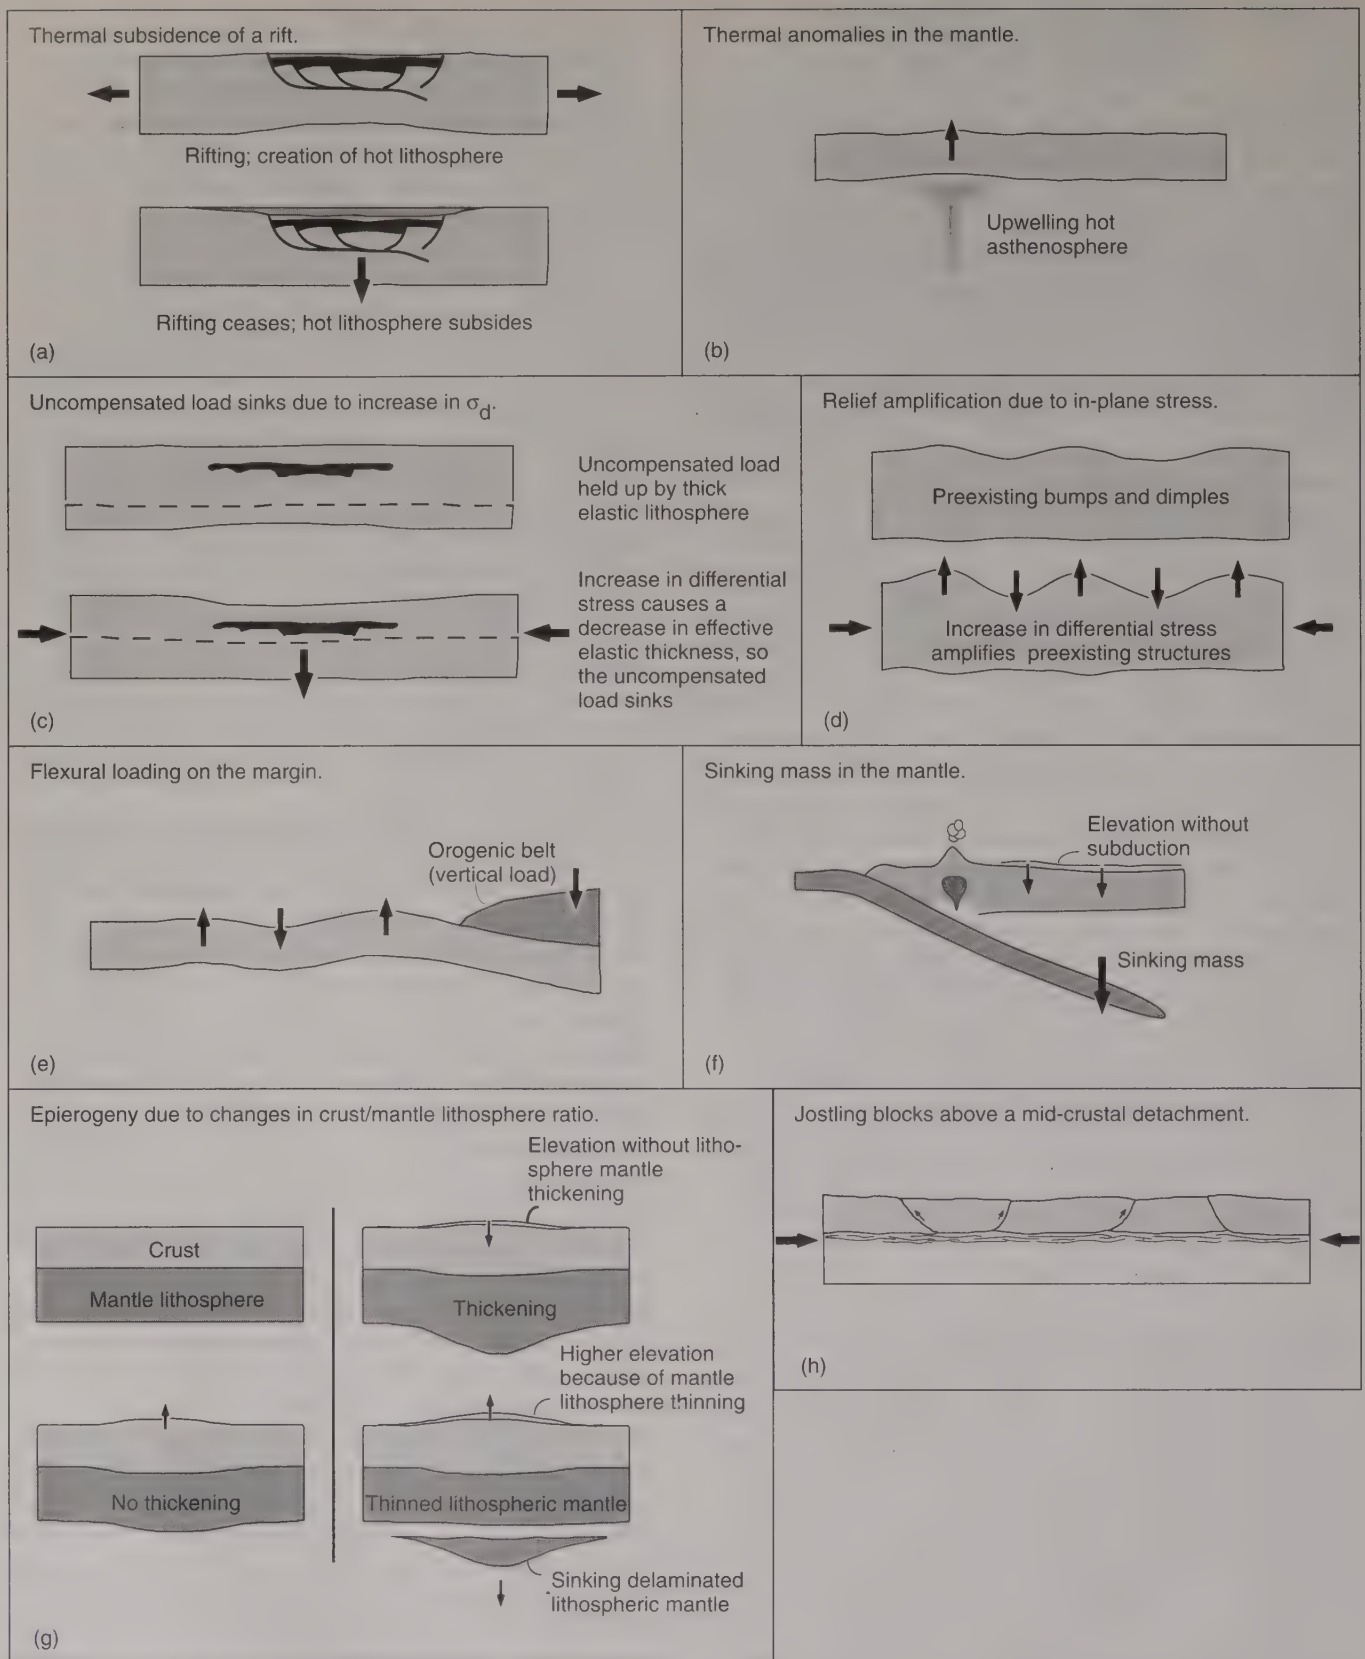 Thermal subsidence of a rift.
Rifting; creation of hot lithosphere
Rifting ceases; hot lithosphere subsides
(a)
Thermal anomalies in the mantle.
Upwelling hot
asthenosphere
(b)
Uncompensated load sinks due to increase in σd.
Uncompensated load
held up by thick
elastic lithosphere
Increase in differential
stress causes a
decrease in effective
elastic thickness, so
the uncompensated
load sinks
(c)
Relief amplification due to in-plane stress.
Preexisting bumps and dimples
Increase in differential stress
amplifies preexisting structures
(d)
Flexural loading on the margin.
Orogenic belt
(vertical load)
(e)
Sinking mass in the mantle.
Elevation without
subduction
Sinking mass
(f)
Epierogeny due to changes in crust/mantle lithosphere ratio.
Elevation without litho-
sphere mantle
thickening
Crust
Mantle lithosphere
Thickening
Higher elevation
because of mantle
lithosphere thinning
No thickening
Thinned lithospheric mantle
Sinking delaminated
lithospheric mantle
(g)
Jostling blocks above a mid-crustal detachment.
(h)